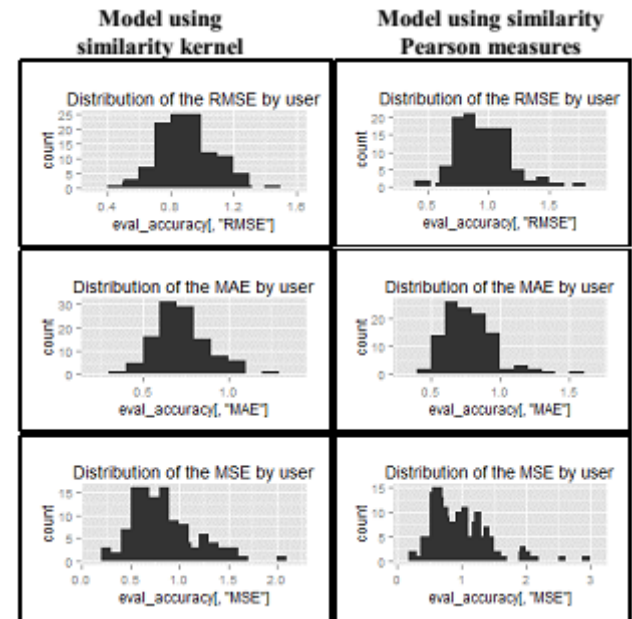 Model using
similarity kernel
Model using similarity
Pearson measures
Distribution of the RMSE by user
count
25
20
15
10
5
0
0.4 0.8 1.2 1.6
eval_accuracy[, "RMSE"]
Distribution of the RMSE by user
count
20
15
10
5
0
0.5 1.0 1.5
eval_accuracy[, "RMSE"]
Distribution of the MAE by user
count
30
20
10
0
0.5 1.0
eval_accuracy[, "MAE"]
Distribution of the MAE by user
count
20
10
0
0.5 1.0 1.5
eval_accuracy[, "MAE"]
Distribution of the MSE by user
count
15
10
5
0
0.0 0.5 1.0 1.5 2.0
eval_accuracy[, "MSE"]
Distribution of the MSE by user
count
15
10
5
0
0 1 2 3
eval_accuracy[, "MSE"]